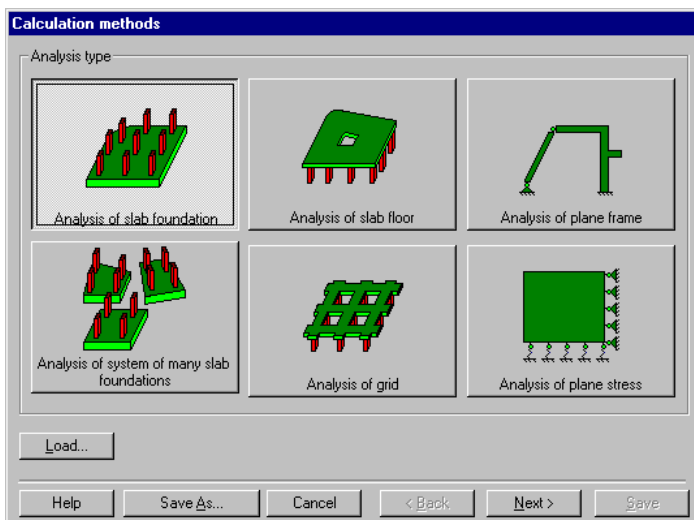 Calculation methods
Analysis type
Analysis of slab foundation
Analysis of slab floor
Analysis of plane frame
Analysis of system of many slab
foundations
Analysis of grid
Analysis of plane stress
Load...
Help
Save As...
Cancel
< Back
Next >
Save